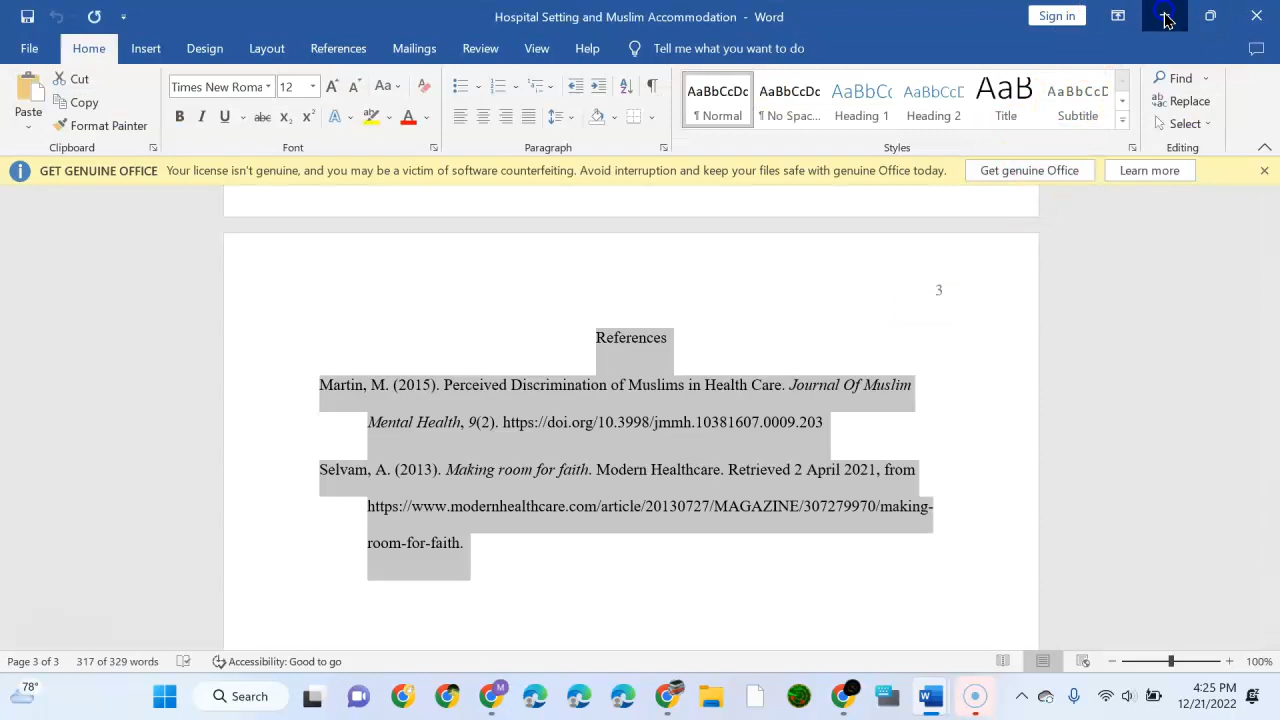 Hospital Setting and Muslim Accommodation - Word
Sign in
File Home Insert Design Layout References Mailings Review View Help Tell me what you want to do
Paste
Cut
Copy
Format Painter
Clipboard
Times New Roma 12
Font
Paragraph
AaBbCcDc AaBbCcDc AaBbCc AaBbCcD AaB AaBbCcD
¶ Normal ¶ No Spac... Heading 1 Heading 2 Title Subtitle
Styles
Find
Replace
Select
Editing
GET GENUINE OFFICE Your license isn't genuine, and you may be a victim of software counterfeiting. Avoid interruption and keep your files safe with genuine Office today. Get genuine Office Learn more
3
References
Martin, M. (2015). Perceived Discrimination of Muslims in Health Care. Journal Of Muslim
Mental Health, 9(2). https://doi.org/10.3998/jmmh.10381607.0009.203
Selvam, A. (2013). Making room for faith. Modern Healthcare. Retrieved 2 April 2021, from
https://www.modernhealthcare.com/article/20130727/MAGAZINE/307279970/making-
room-for-faith.
Page 3 of 3 317 of 329 words Accessibility: Good to go 100%
78° Search 4:25 PM
12/21/2022